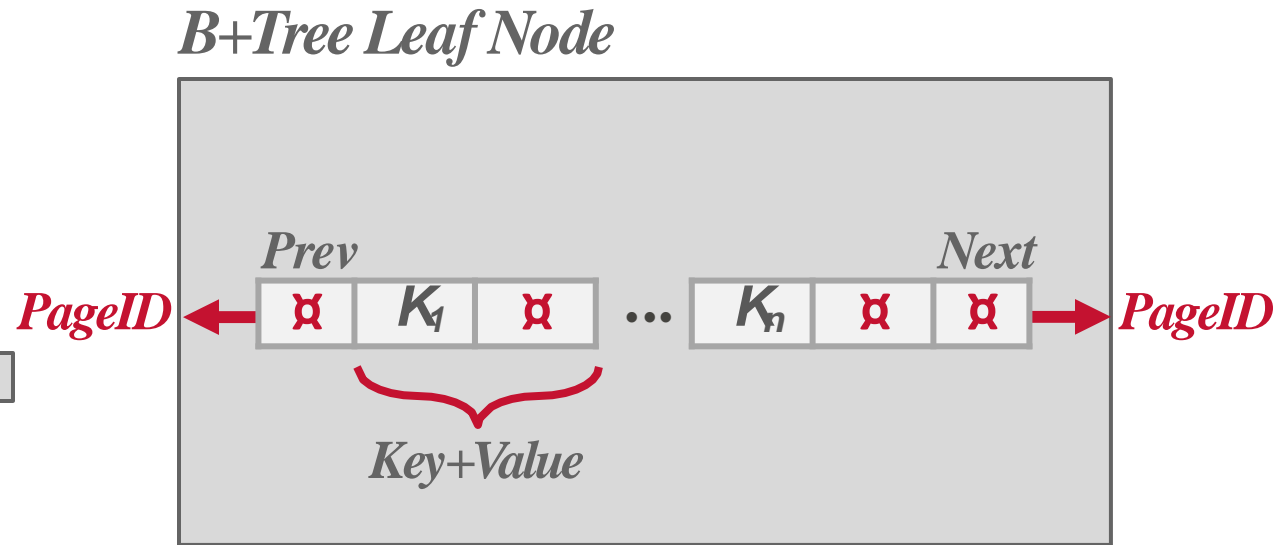 B+Tree Leaf Node
Prev
Next
PageID ¤ K1 ¤ ••• Kn ¤ ¤ PageID
Key+Value